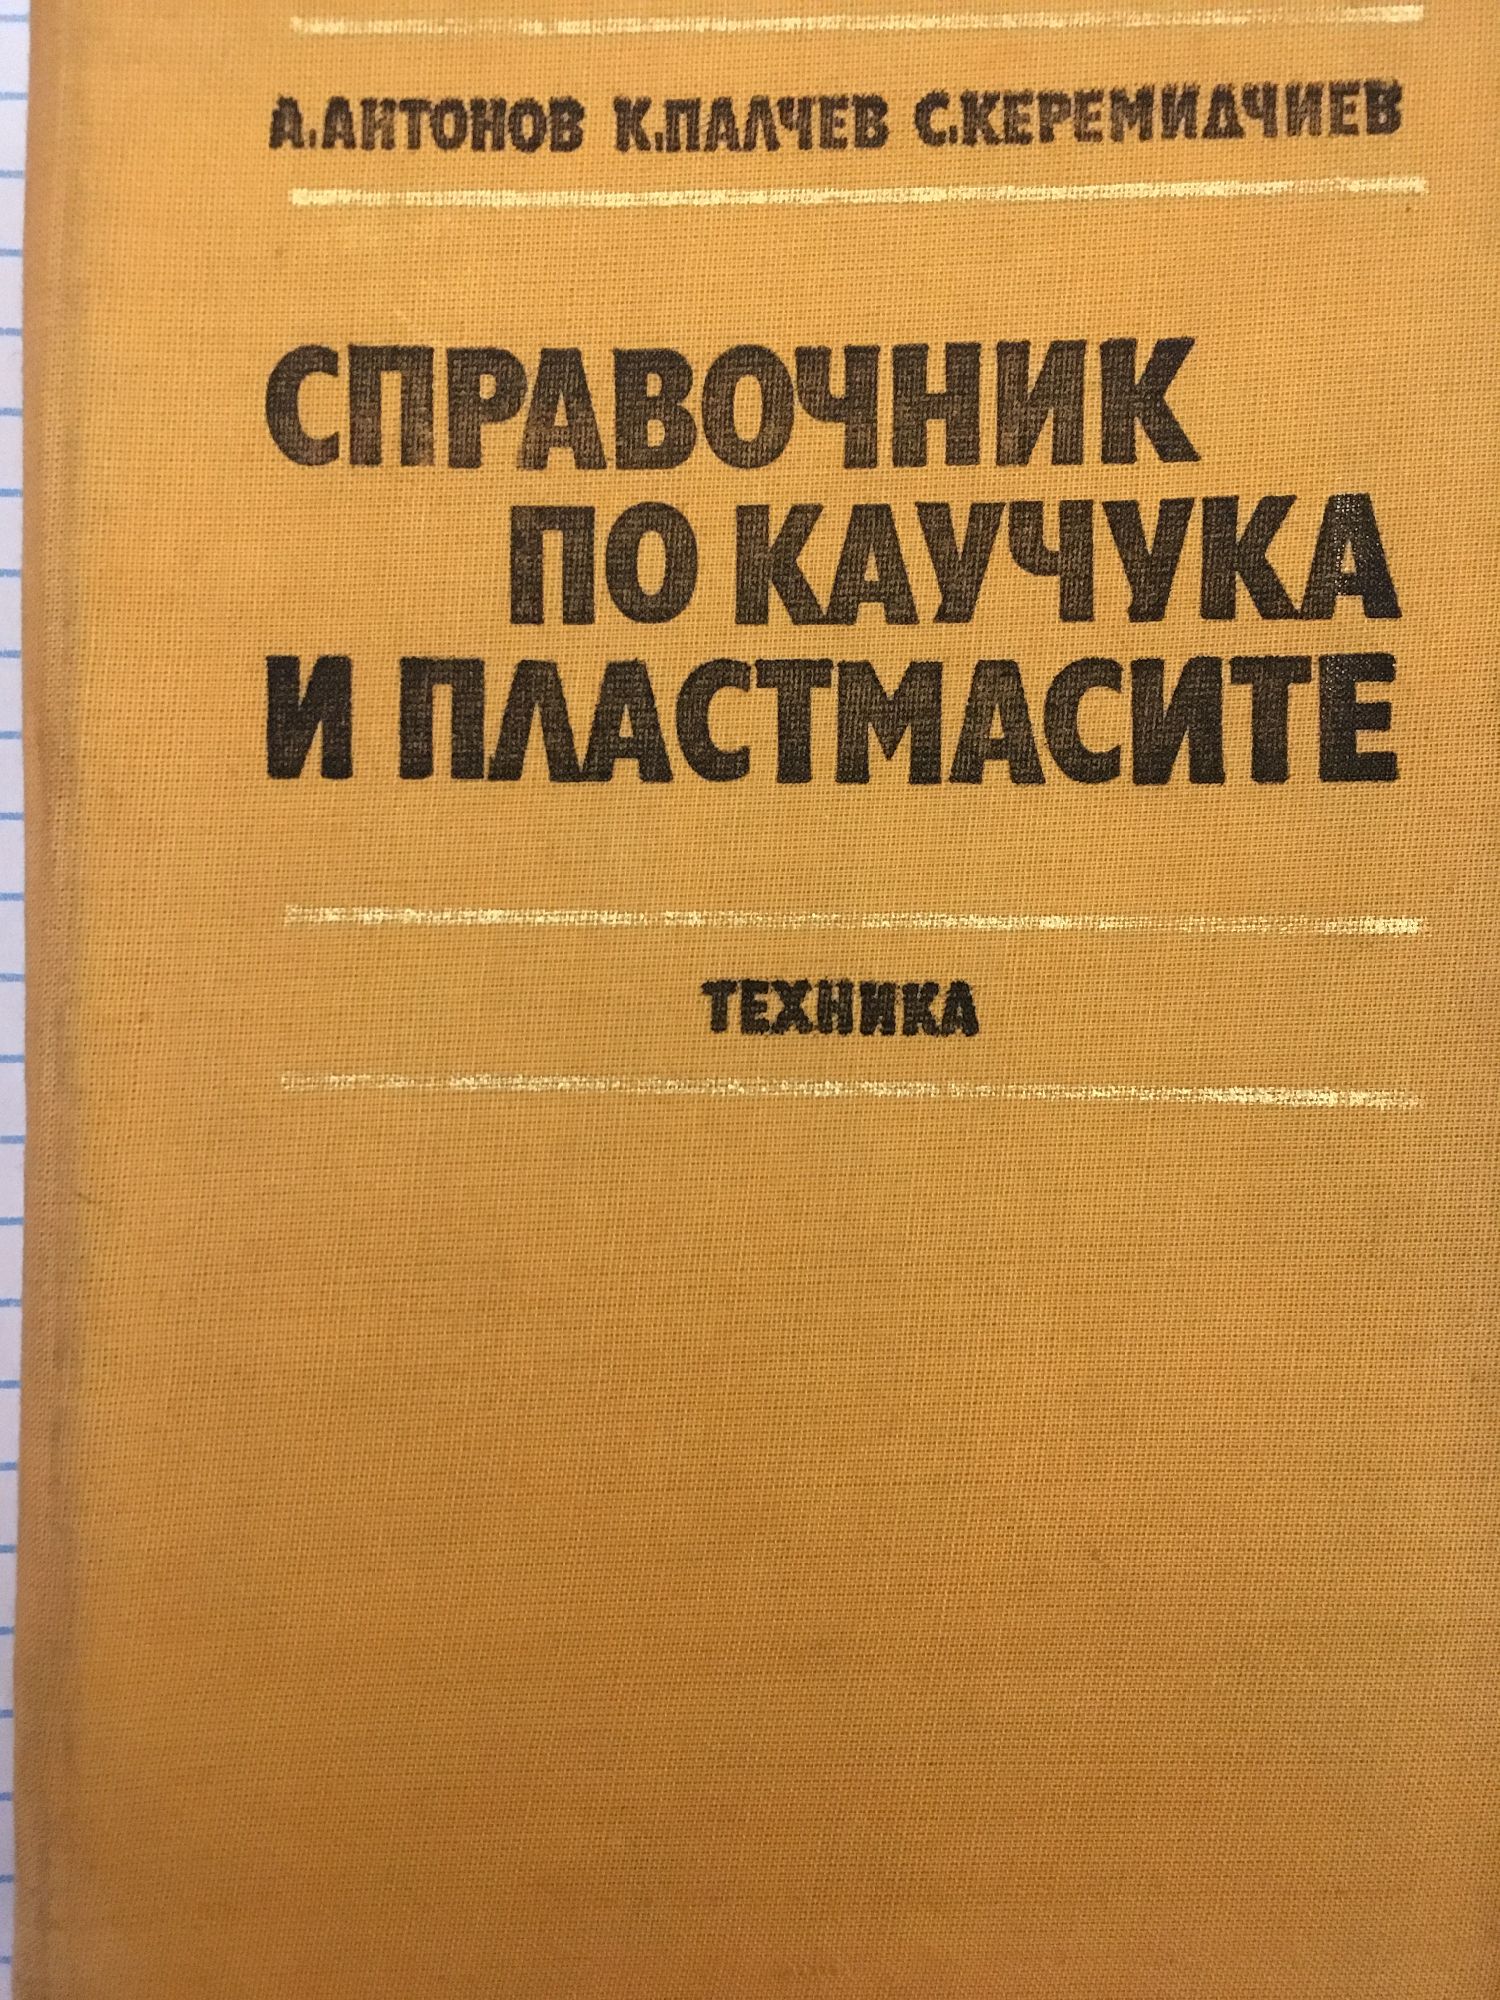 А.АНТОНОВ К.ПАЛЧЕВ С.КЕРЕМИДЧИЕВ
СПРАВОЧНИК
ПО КАУЧУКА
И ПЛАСТМАСИТЕ
ТЕХНИКА